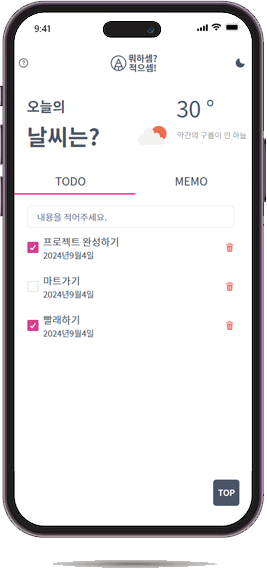 9:41
뭐하셈?
적으셈!
오늘의
날씨는?
30 °
약간의 구름이 낀 하늘
TODO MEMO
내용을 적어주세요.
프로젝트 완성하기
2024년9월4일
마트가기
2024년9월4일
빨래하기
2024년9월4일
TOP